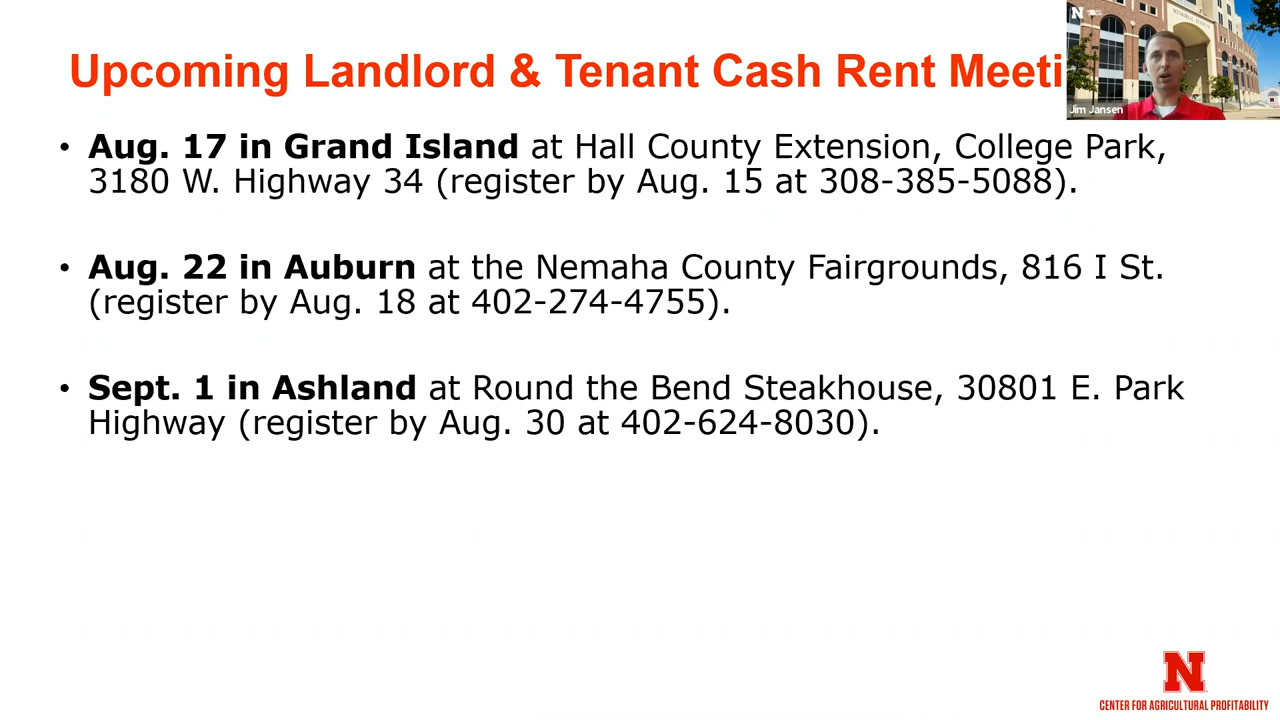 Upcoming Landlord & Tenant Cash Rent Meeti
N
MEMORIAL STADIUM
Jim Jansen
• Aug. 17 in Grand Island at Hall County Extension, College Park,
3180 W. Highway 34 (register by Aug. 15 at 308-385-5088).
• Aug. 22 in Auburn at the Nemaha County Fairgrounds, 816 I St.
(register by Aug. 18 at 402-274-4755).
• Sept. 1 in Ashland at Round the Bend Steakhouse, 30801 E. Park
Highway (register by Aug. 30 at 402-624-8030).
N
CENTER FOR AGRICULTURAL PROFITABILITY